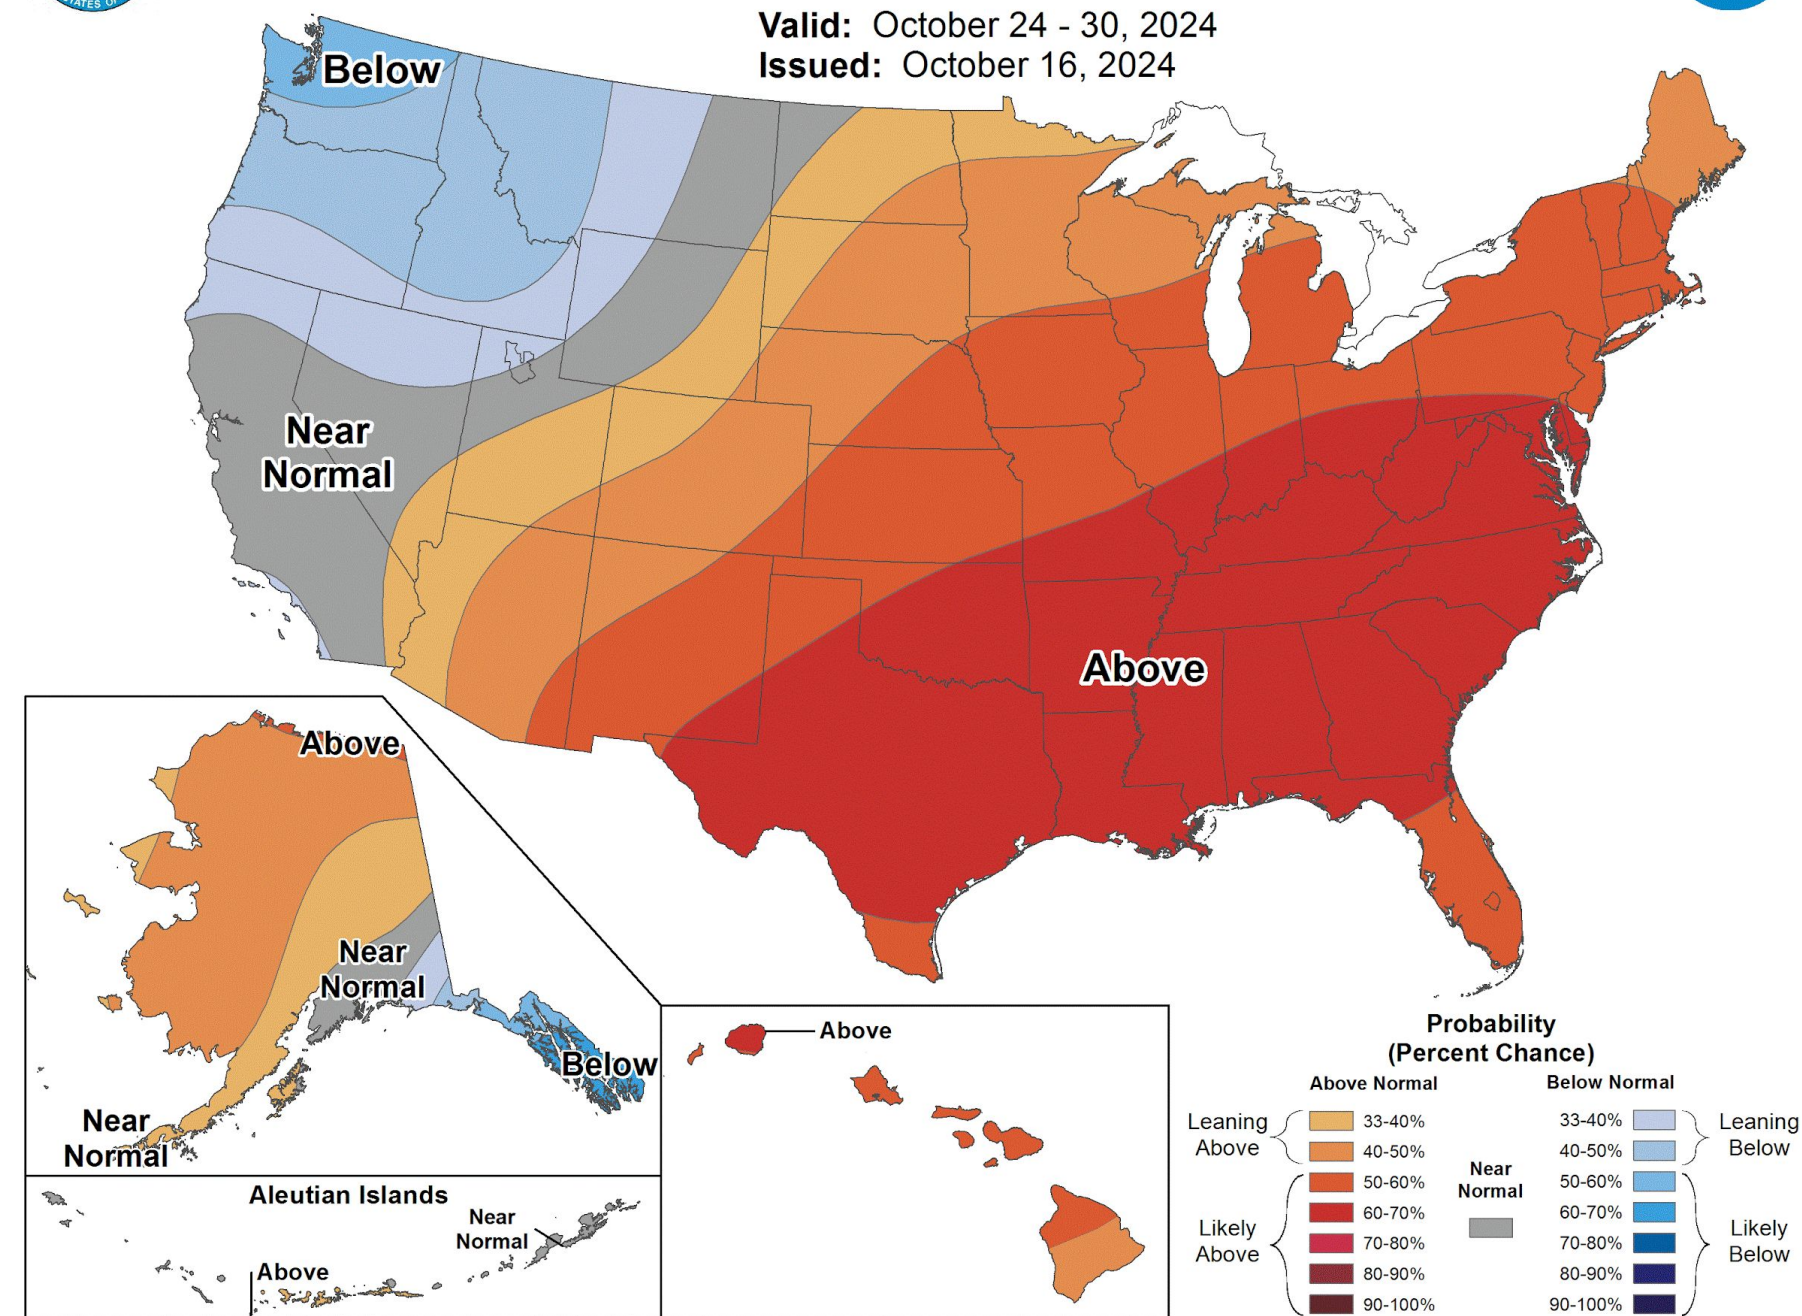 STATES OF
Valid: October 24 - 30, 2024
Issued: October 16, 2024
Below
Near
Normal
Above
Above
Near
Normal
Below
Near
Normal
Aleutian Islands
Near
Normal
Above
Above
Probability
(Percent Chance)
Above Normal
Below Normal
Leaning
Above
33-40%
40-50%
50-60%
60-70%
70-80%
80-90%
90-100%
Likely
Above
Near
Normal
33-40%
40-50%
50-60%
60-70%
70-80%
80-90%
90-100%
Leaning
Below
Likely
Below